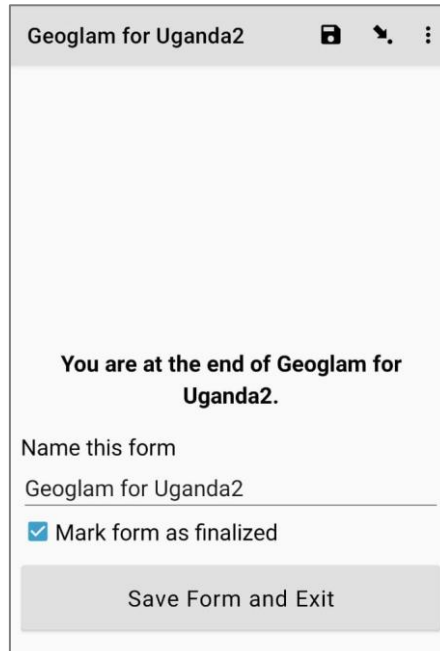 Geoglam for Uganda2
You are at the end of Geoglam for
Uganda2.
Name this form
Geoglam for Uganda2
Mark form as finalized
Save Form and Exit